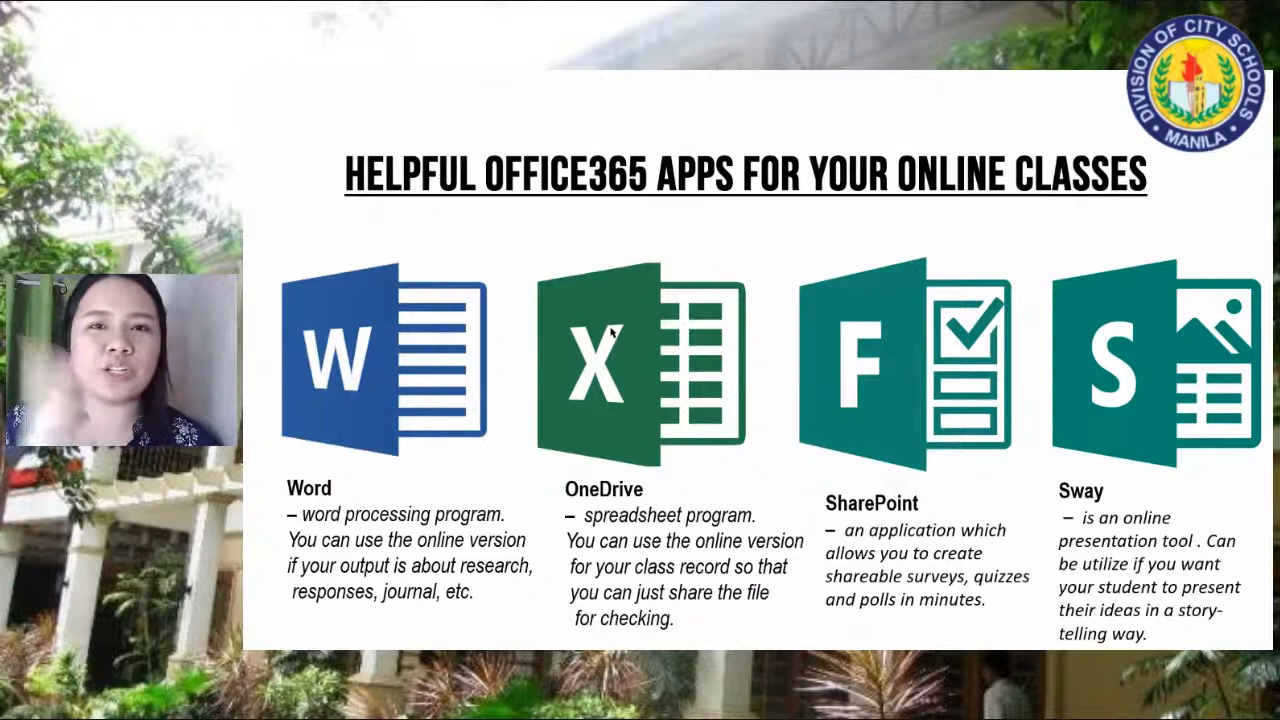 DIVISION OF CITY SCHOOLS
• MANILA •
HELPFUL OFFICE365 APPS FOR YOUR ONLINE CLASSES
W
X
F
S
Word
– word processing program.
You can use the online version
if your output is about research,
responses, journal, etc.
OneDrive
– spreadsheet program.
You can use the online version
for your class record so that
you can just share the file
for checking.
SharePoint
– an application which
allows you to create
shareable surveys, quizzes
and polls in minutes.
Sway
– is an online
presentation tool . Can
be utilize if you want
your student to present
their ideas in a story-
telling way.